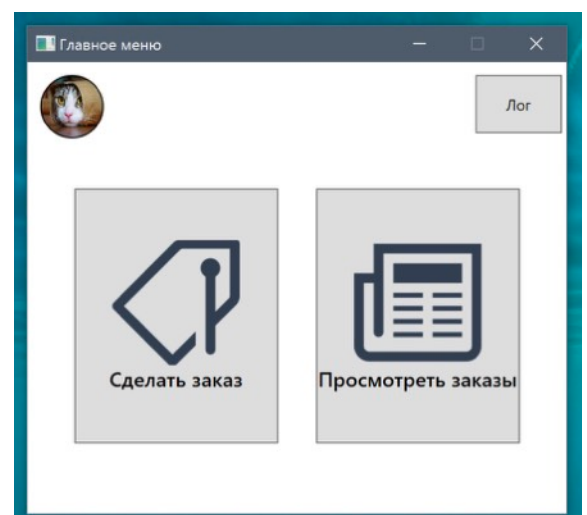 Главное меню
Лог
Сделать заказ
Просмотреть заказы